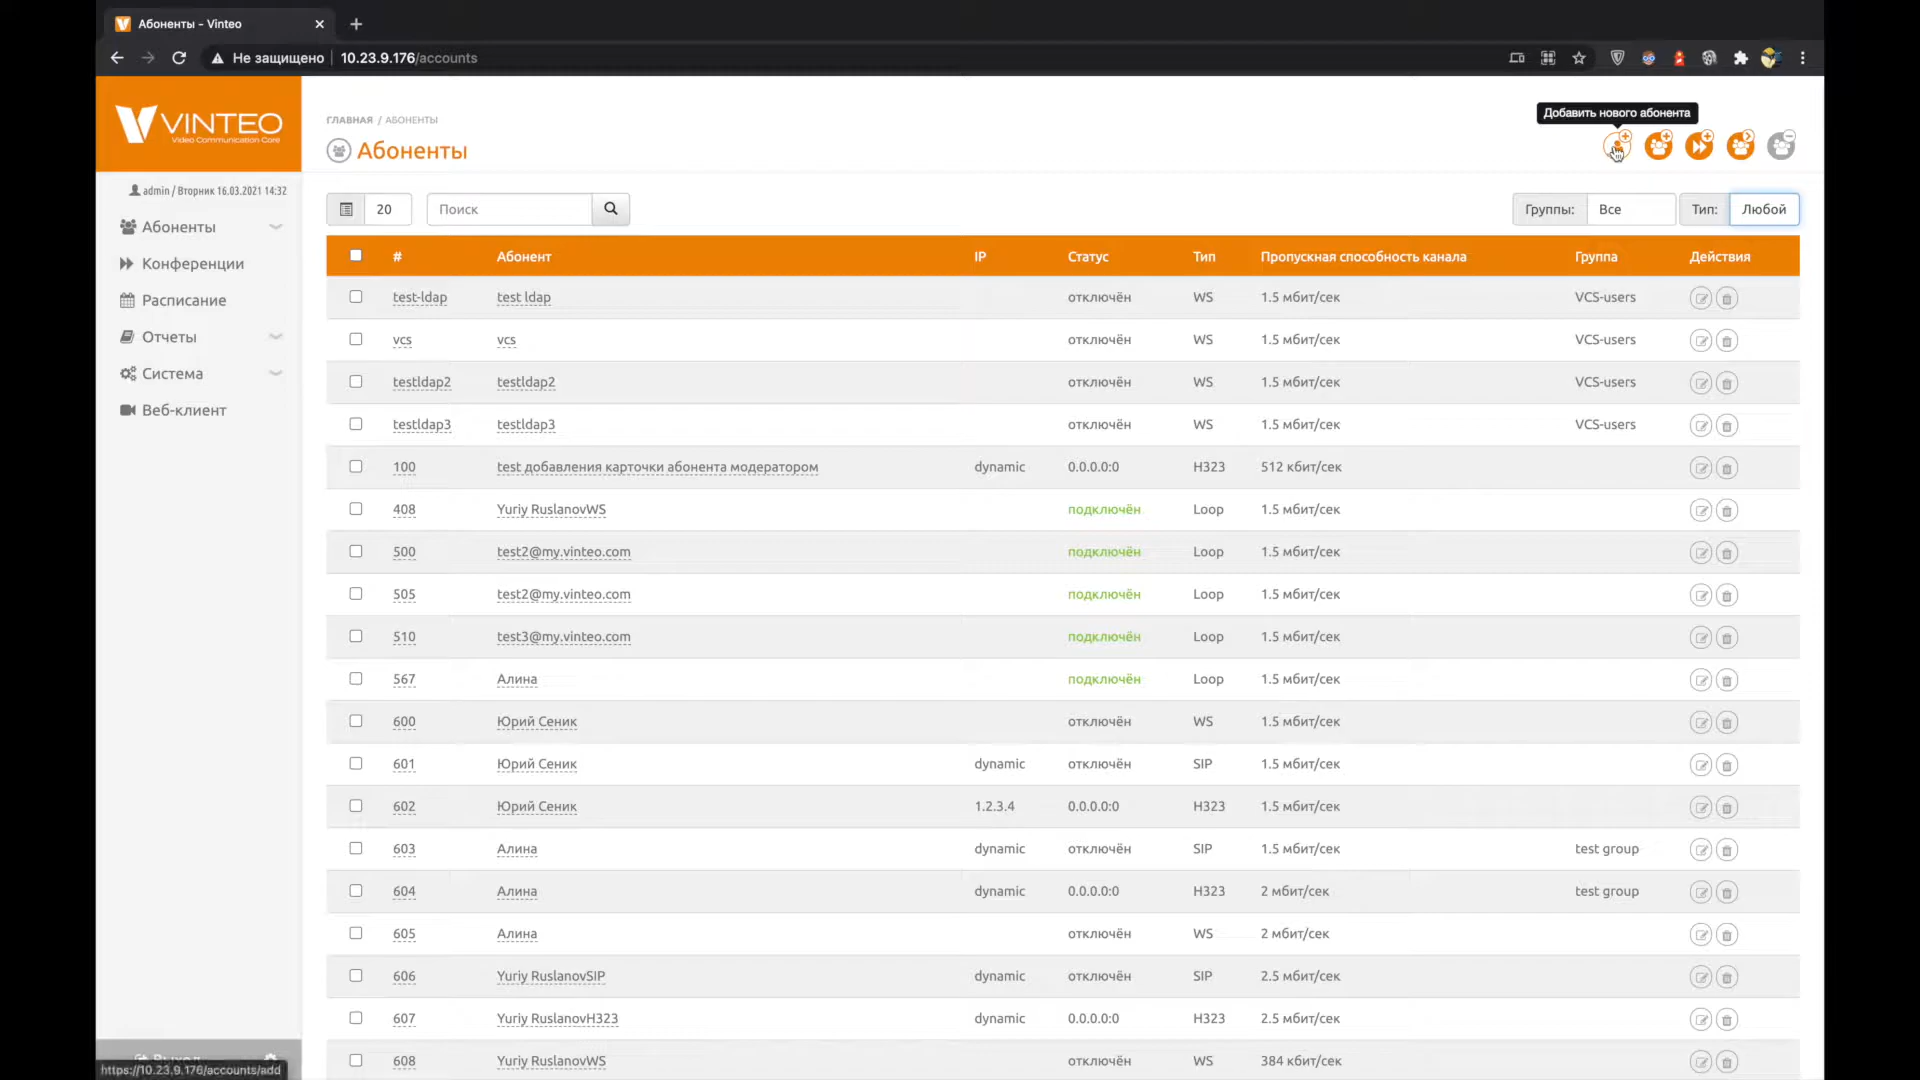 Абоненты - Vinteo
Не защищено 10.23.9.176/accounts
VINTEO
Video Communication Core
ГЛАВНАЯ / АБОНЕНТЫ
Абоненты
Добавить нового абонента
admin / Вторник 16.03.2021 14:32
Абоненты
Конференции
Расписание
Отчеты
Система
Веб-клиент
20 Поиск Группы: Все Тип: Любой
# Абонент IP Статус Тип Пропускная способность канала Группа Действия
test-ldap test ldap отключён WS 1.5 мбит/сек VCS-users
vcs vcs отключён WS 1.5 мбит/сек VCS-users
testldap2 testldap2 отключён WS 1.5 мбит/сек VCS-users
testldap3 testldap3 отключён WS 1.5 мбит/сек VCS-users
100 test добавления карточки абонента модератором dynamic 0.0.0.0:0 H323 512 кбит/сек
408 Yuriy RuslanovWS подключён Loop 1.5 мбит/сек
500 test2@my.vinteo.com подключён Loop 1.5 мбит/сек
505 test2@my.vinteo.com подключён Loop 1.5 мбит/сек
510 test3@my.vinteo.com подключён Loop 1.5 мбит/сек
567 Алина подключён Loop 1.5 мбит/сек
600 Юрий Сеник отключён WS 1.5 мбит/сек
601 Юрий Сеник dynamic отключён SIP 1.5 мбит/сек
602 Юрий Сеник 1.2.3.4 0.0.0.0:0 H323 1.5 мбит/сек
603 Алина dynamic отключён SIP 1.5 мбит/сек test group
604 Алина dynamic 0.0.0.0:0 H323 2 мбит/сек test group
605 Алина отключён WS 2 мбит/сек
606 Yuriy RuslanovSIP dynamic отключён SIP 2.5 мбит/сек
607 Yuriy RuslanovH323 dynamic 0.0.0.0:0 H323 2.5 мбит/сек
608 Yuriy RuslanovWS отключён WS 384 кбит/сек
Выход
https://10.23.9.176/accounts/add